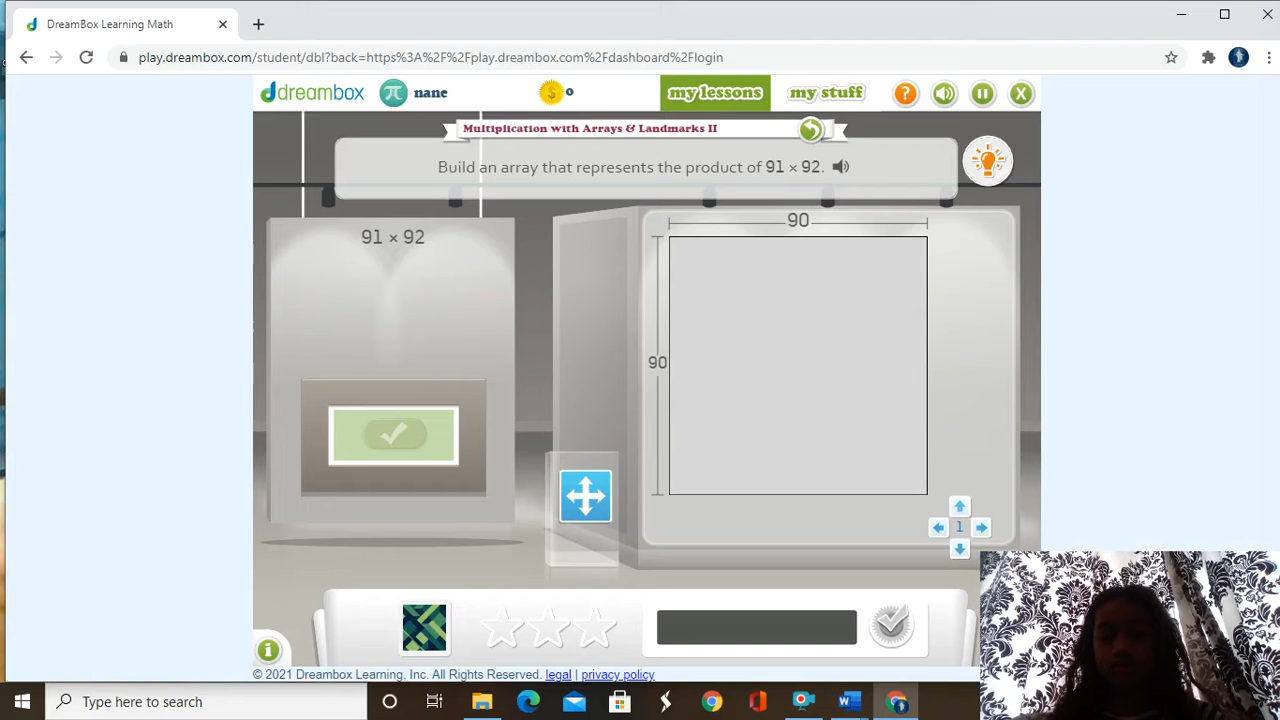 DreamBox Learning Math
play.dreambox.com/student/dbl?back=https%3A%2F%2Fplay.dreambox.com%2Fdashboard%2Flogin
dreambox
π nane
$ 0
my lessons
my stuff
?
X
Multiplication with Arrays & Landmarks II
Build an array that represents the product of 91 × 92.
91 × 92
90
90
1
i
© 2021 Dreambox Learning, Inc. All Rights Reserved. legal | privacy policy
Type here to search